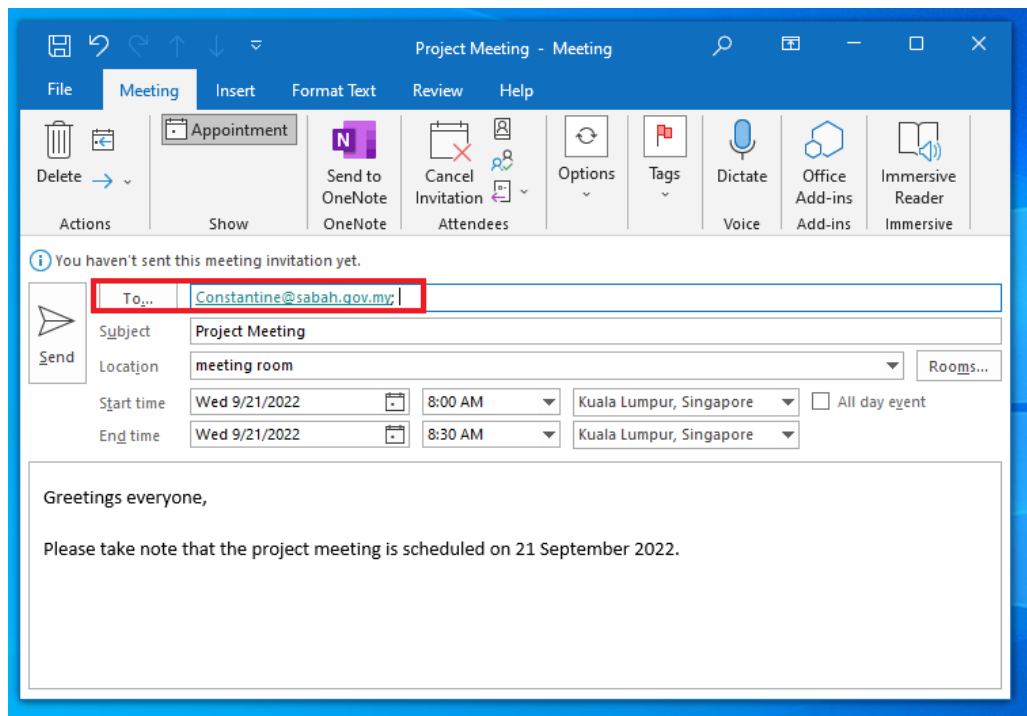 Project Meeting - Meeting
File Meeting Insert Format Text Review Help
Delete
Actions
Appointment
Show
N
Send to
OneNote
OneNote
Cancel
Invitation
Attendees
Options
Tags
Dictate
Voice
Office
Add-ins
Add-ins
Immersive
Reader
Immersive
You haven't sent this meeting invitation yet.
Send
To... Constantine@sabah.gov.my;
Subject Project Meeting
Location meeting room Rooms...
Start time Wed 9/21/2022 8:00 AM Kuala Lumpur, Singapore All day event
End time Wed 9/21/2022 8:30 AM Kuala Lumpur, Singapore
Greetings everyone,
Please take note that the project meeting is scheduled on 21 September 2022.